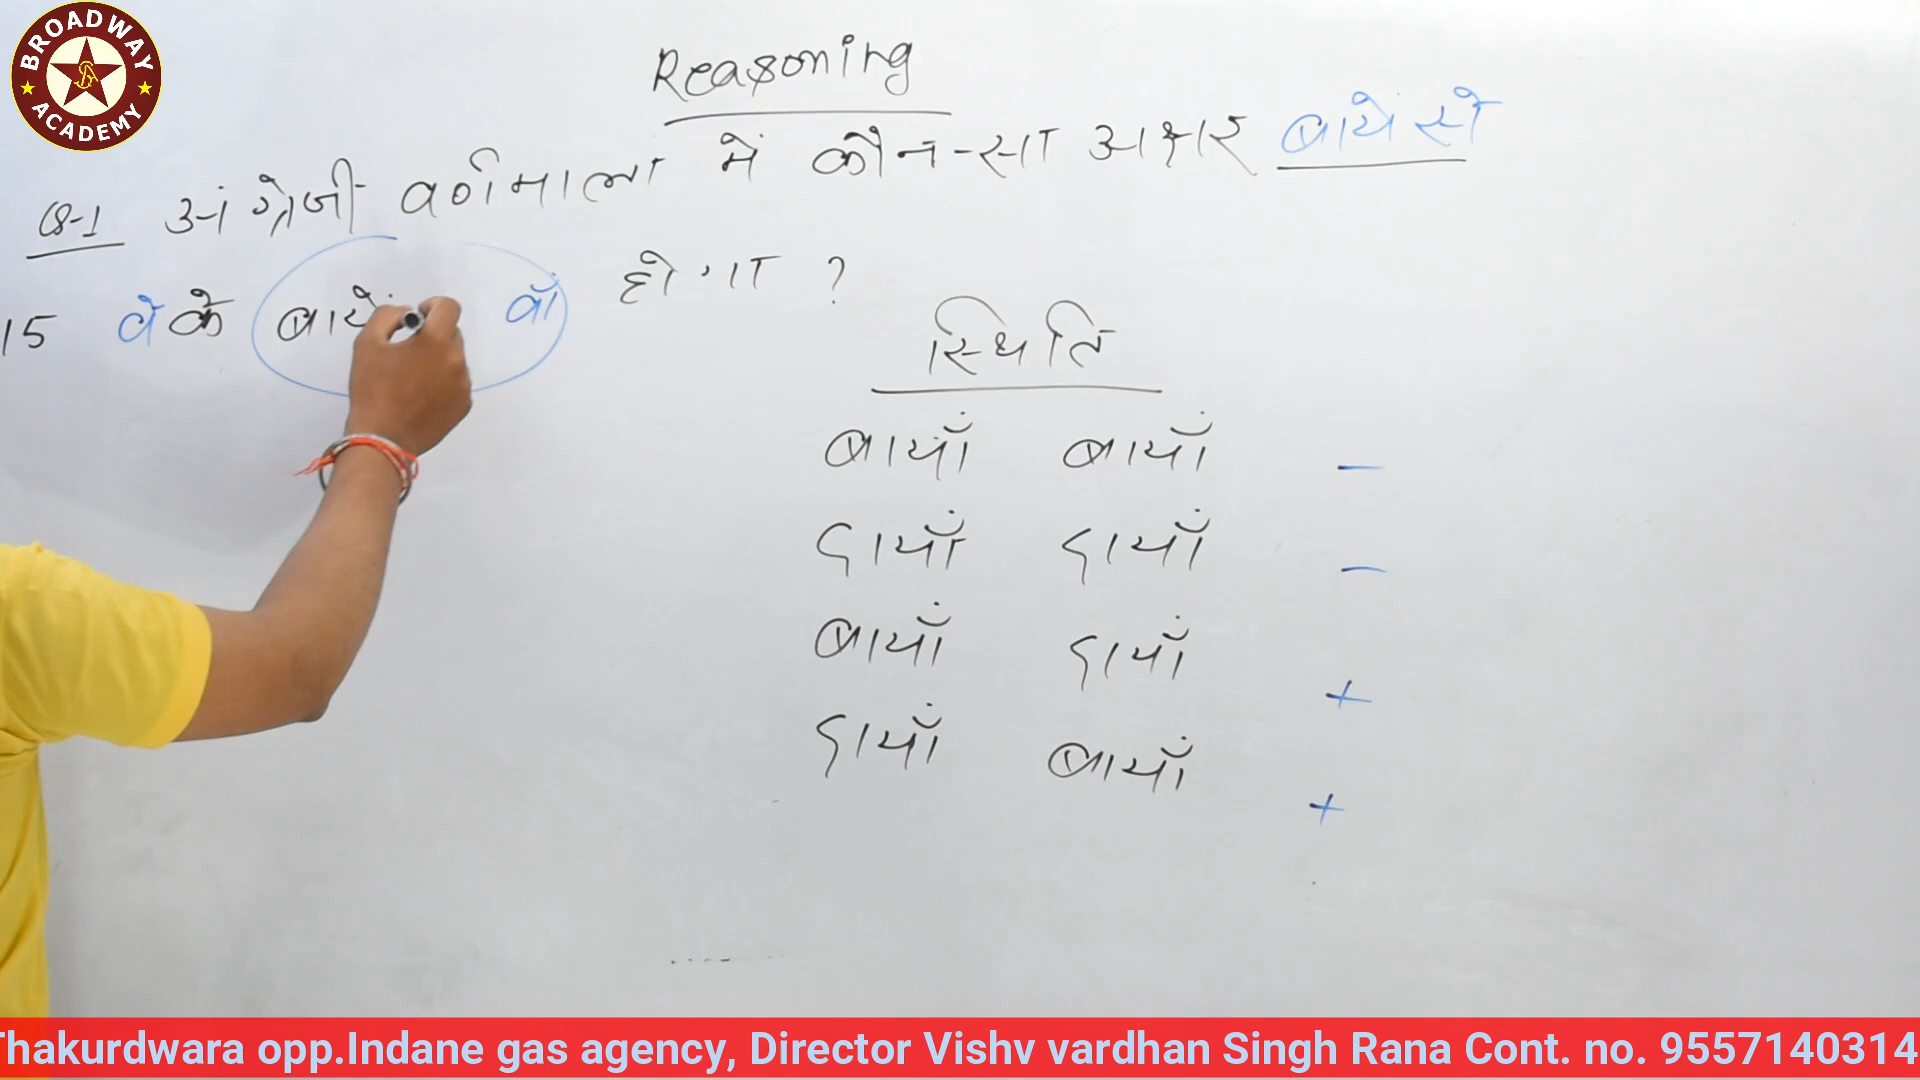 BROADWAY ACADEMY
Reasoning
Q-1 अंग्रेजी वर्णमाला में कौन-सा अक्षर बायें से
15 वे के बायें वाँ होगा ?
स्थिति
बायाँ बायाँ -
दायाँ दायाँ -
बायाँ दायाँ +
दायाँ बायाँ +
Thakurdwara opp.Indane gas agency, Director Vishv vardhan Singh Rana Cont. no. 9557140314